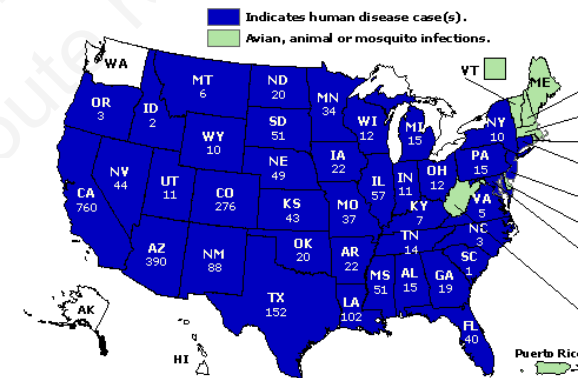 Indicates human disease case(s).
Avian, animal or mosquito infections.
WA
MT
6
ND
20
MN
34
VT
ME
OR
3
ID
2
SD
51
WI
12
MI
15
NY
10
WY
10
NE
49
IA
22
PA
15
NV
44
UT
11
CO
276
IL
57
IN
11
OH
12
VA
5
CA
760
KS
43
MO
37
KY
7
NC
3
AZ
390
NM
88
OK
20
AR
22
TN
14
SC
1
TX
152
LA
102
MS
51
AL
15
GA
19
FL
40
AK
HI
Puerto Rico